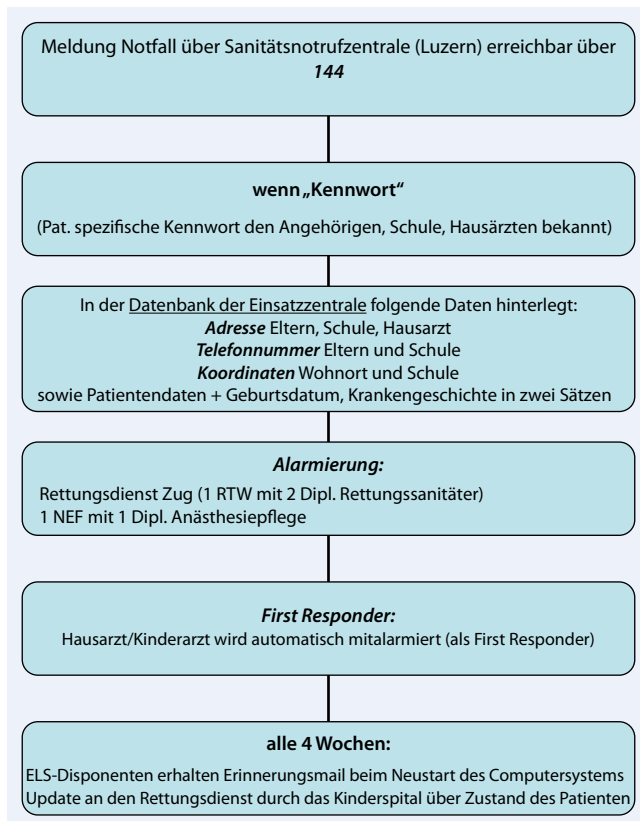 Meldung Notfall über Sanitätsnotrufzentrale (Luzern) erreichbar über
144
wenn „Kennwort“
(Pat. spezifische Kennwort den Angehörigen, Schule, Hausärzten bekannt)
In der Datenbank der Einsatzzentrale folgende Daten hinterlegt:
Adresse Eltern, Schule, Hausarzt
Telefonnummer Eltern und Schule
Koordinaten Wohnort und Schule
sowie Patientendaten + Geburtsdatum, Krankengeschichte in zwei Sätzen
Alarmierung:
Rettungsdienst Zug (1 RTW mit 2 Dipl. Rettungssanitäter)
1 NEF mit 1 Dipl. Anästhesiepflege
First Responder:
Hausarzt/Kinderarzt wird automatisch mitalarmiert (als First Responder)
alle 4 Wochen:
ELS-Disponenten erhalten Erinnerungsmail beim Neustart des Computersystems
Update an den Rettungsdienst durch das Kinderspital über Zustand des Patienten